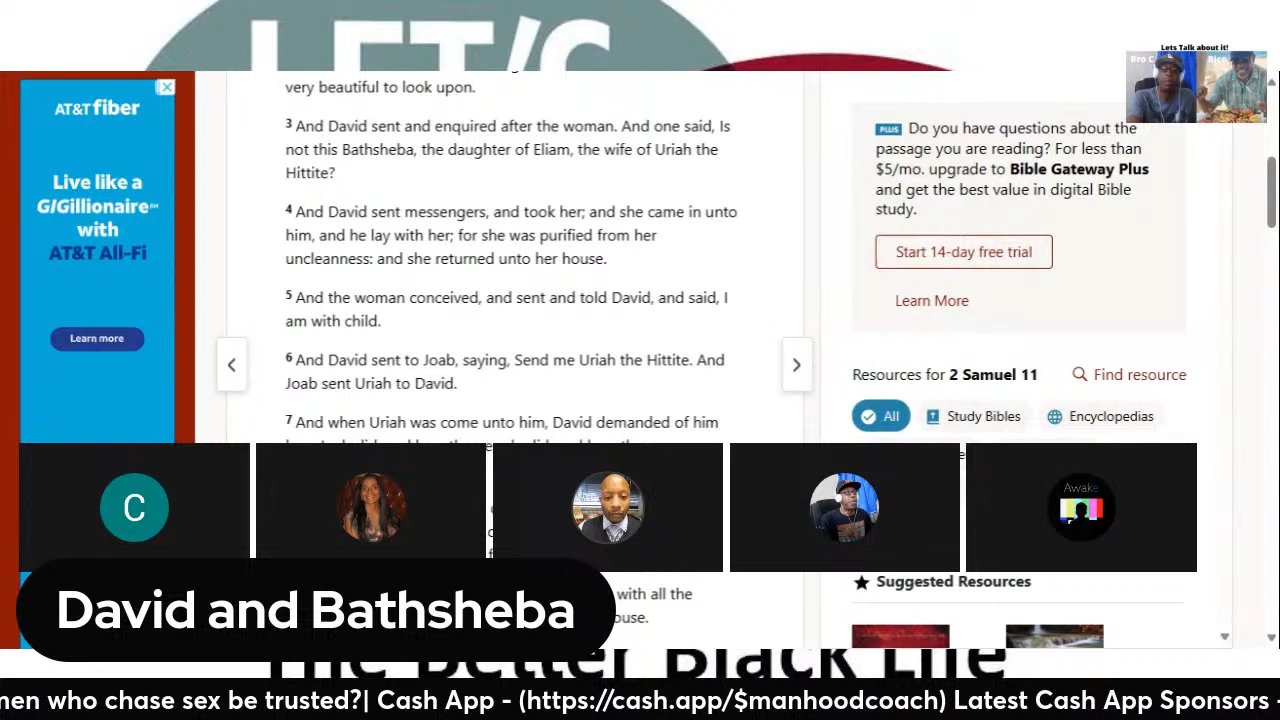 LET'S
Lets Talk about it!
Bro C
Rico
AT&T fiber
Live like a
GIGillionaire℠
with
AT&T All-Fi
Learn more
very beautiful to look upon.
3 And David sent and enquired after the woman. And one said, Is
not this Bathsheba, the daughter of Eliam, the wife of Uriah the
Hittite?
4 And David sent messengers, and took her; and she came in unto
him, and he lay with her; for she was purified from her
uncleanness: and she returned unto her house.
5 And the woman conceived, and sent and told David, and said, I
am with child.
6 And David sent to Joab, saying, Send me Uriah the Hittite. And
Joab sent Uriah to David.
7 And when Uriah was come unto him, David demanded of him
with all the
PLUS Do you have questions about the
passage you are reading? For less than
$5/mo. upgrade to Bible Gateway Plus
and get the best value in digital Bible
study.
Start 14-day free trial
Learn More
Resources for 2 Samuel 11
Find resource
All
Study Bibles
Encyclopedias
C
Awake
Suggested Resources
David and Bathsheba
The Better Black Life
men who chase sex be trusted?| Cash App - (https://cash.app/$manhoodcoach) Latest Cash App Sponsors